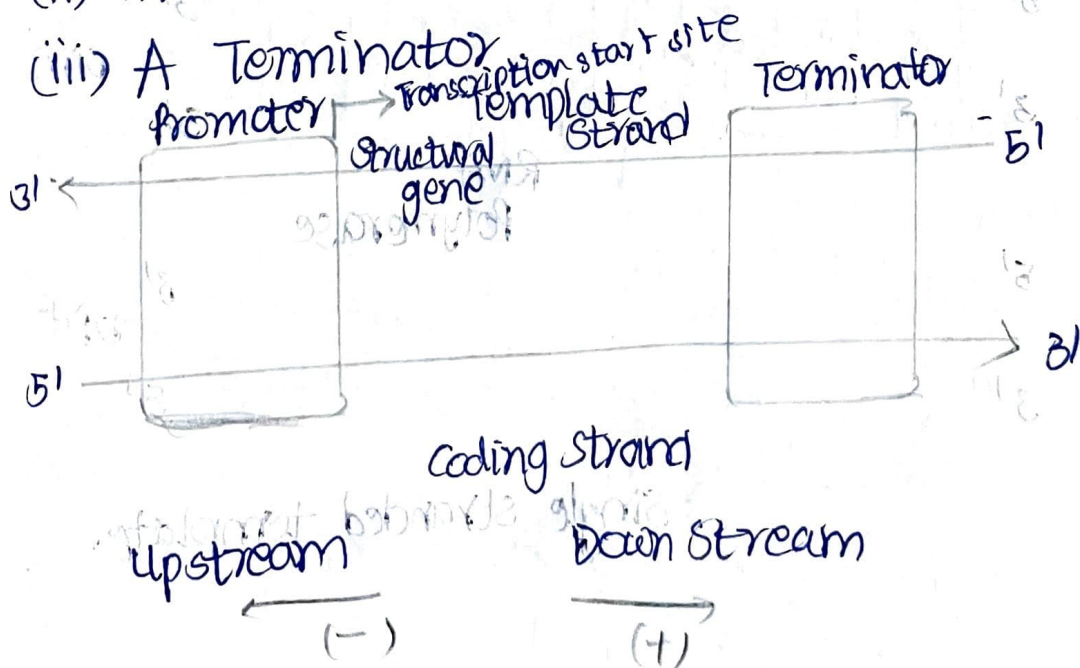 (iii) A Terminator
Transcription start site
Promoter
Template
Strand
Terminator
Structural
gene
3'
5'
5'
3'
Coding Strand
Upstream
Down Stream
(-)
(+)